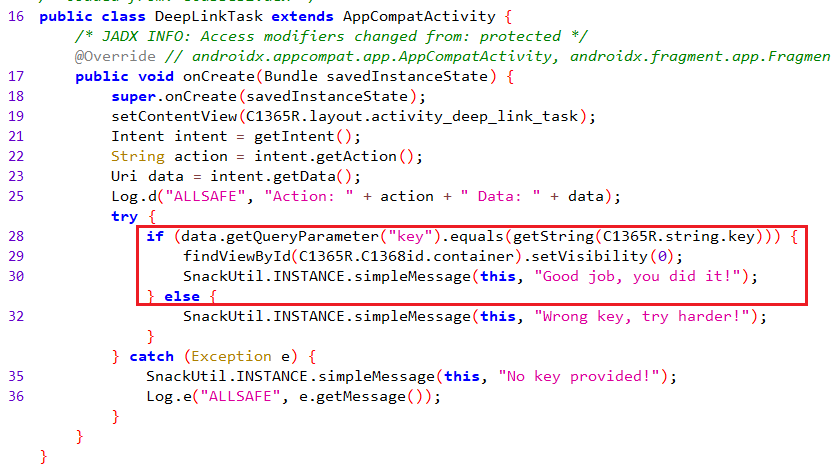 16 public class DeepLinkTask extends AppCompatActivity {
/* JADX INFO: Access modifiers changed from: protected */
@Override // androidx.appcompat.app.AppCompatActivity, androidx.fragment.app.Fragmen
17 public void onCreate(Bundle savedInstanceState) {
18 super.onCreate(savedInstanceState);
19 setContentView(C1365R.layout.activity_deep_link_task);
21 Intent intent = getIntent();
22 String action = intent.getAction();
23 Uri data = intent.getData();
25 Log.d("ALLSAFE", "Action: " + action + " Data: " + data);
try {
28 if (data.getQueryParameter("key").equals(getString(C1365R.string.key))) {
29 findViewById(C1365R.C1368id.container).setVisibility(0);
30 SnackUtil.INSTANCE.simpleMessage(this, "Good job, you did it!");
} else {
32 SnackUtil.INSTANCE.simpleMessage(this, "Wrong key, try harder!");
}
} catch (Exception e) {
35 SnackUtil.INSTANCE.simpleMessage(this, "No key provided!");
36 Log.e("ALLSAFE", e.getMessage());
}
}
}